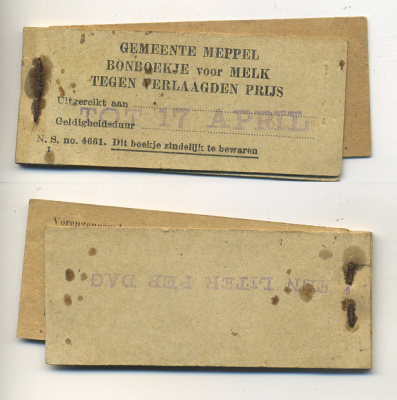 GEMEENTE MEPPEL
BONBOEKJE voor MELK
TEGEN VERLAAGDEN PRIJS
Uitgereikt aan
TOT 17 APRIL
Geldigheidsduur
N. S. no. 4661. Dit boekje zindelijk te bewaren
EEN LITER PER DAG